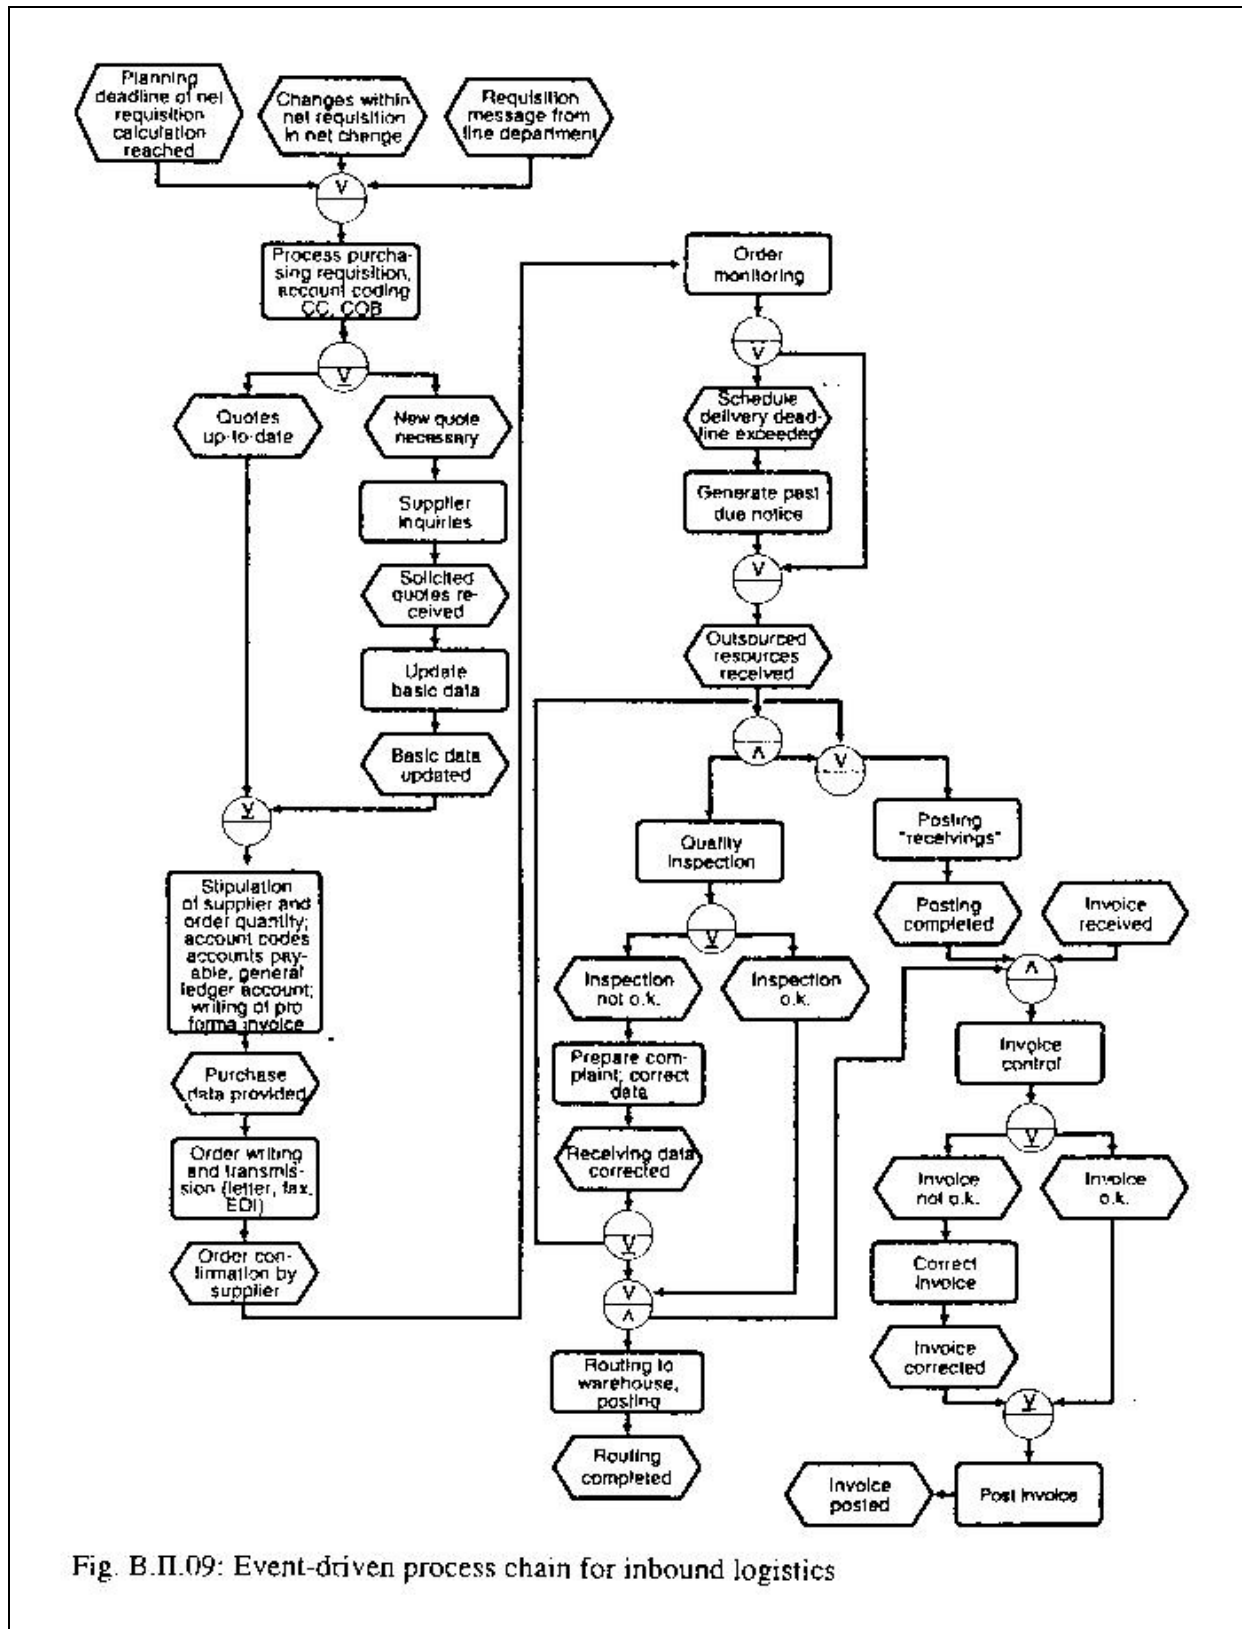 Planning
deadline of net
requisition
calculation
reached
Changes within
net requisition
in net change
Requisition
message from
line department
V
Process purcha-
sing requisition,
account coding
CC, COB
V
Quotes
up-to-date
New quote
necessary
Supplier
inquiries
Solicited
quotes re-
ceived
Update
basic data
Basic data
updated
V
Stipulation
of supplier and
order quantity;
account codes
accounts pay-
able, general
ledger account;
writing of pro
forma invoice
Purchase
data provided
Order writing
and transmis-
sion (letter, fax,
EDI)
Order con-
firmation by
supplier
Order
monitoring
V
Schedule
delivery dead-
line exceeded
Generate past
due notice
V
Outsourced
resources
received
Λ
V
Quality
inspection
V
Inspection
not o.k.
Inspection
o.k.
Prepare com-
plaint; correct
data
Receiving data
corrected
V
V
Λ
Routing to
warehouse,
posting
Routing
completed
Posting
"receivings"
Posting
completed
Invoice
received
Λ
Invoice
control
V
Invoice
not o.k.
Invoice
o.k.
Correct
invoice
Invoice
corrected
V
Post invoice
Invoice
posted
Fig. B.II.09: Event-driven process chain for inbound logistics